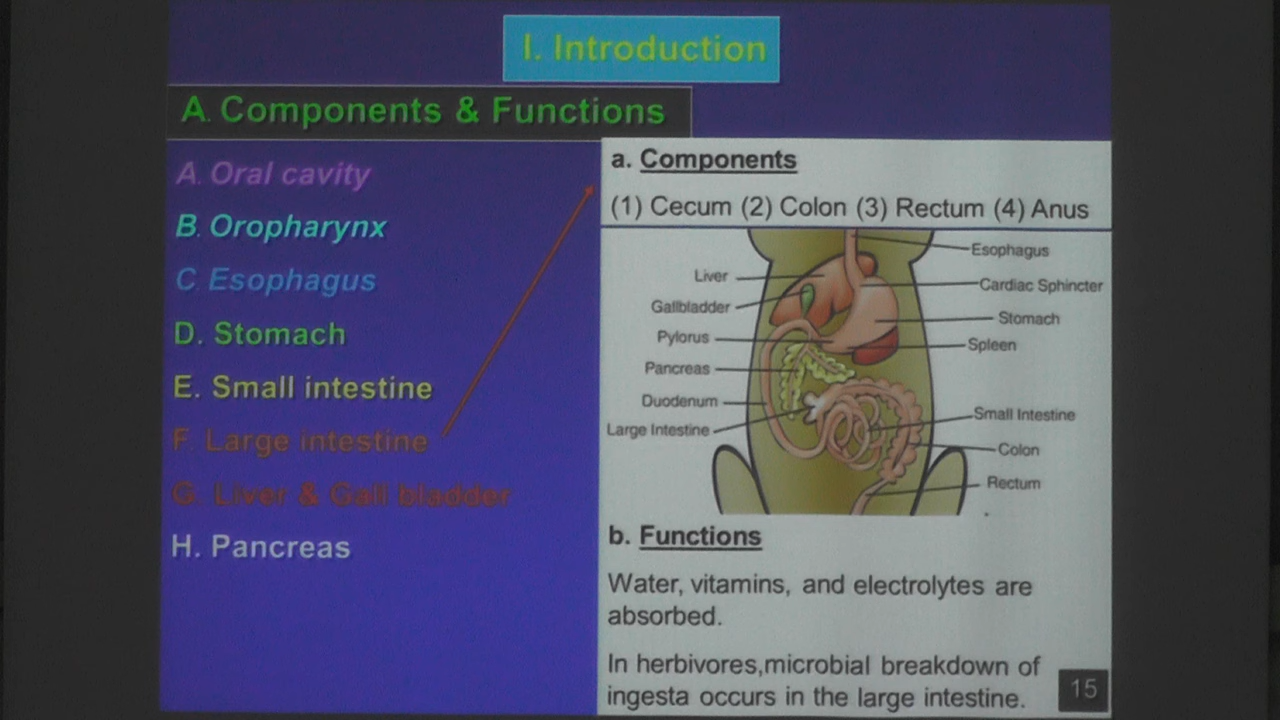 I. Introduction
A. Components & Functions
A. Oral cavity
B. Oropharynx
C. Esophagus
D. Stomach
E. Small intestine
F. Large intestine
G. Liver & Gall bladder
H. Pancreas
a. Components
(1) Cecum (2) Colon (3) Rectum (4) Anus
Liver
Gallbladder
Pylorus
Pancreas
Duodenum
Large Intestine
Esophagus
Cardiac Sphincter
Stomach
Spleen
Small Intestine
Colon
Rectum
b. Functions
Water, vitamins, and electrolytes are
absorbed.
In herbivores,microbial breakdown of
ingesta occurs in the large intestine.
15